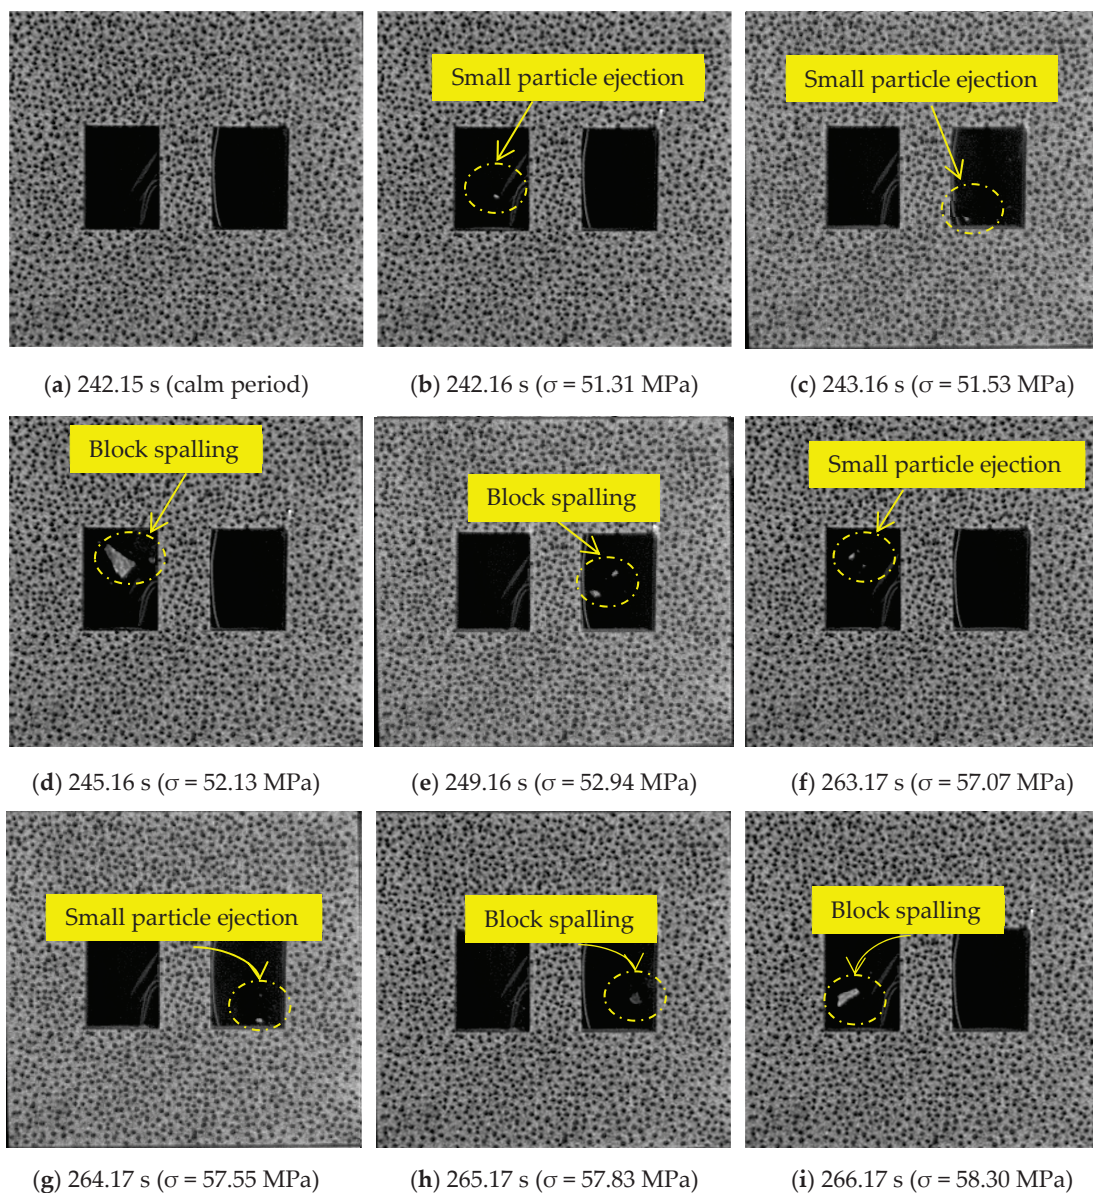 Small particle ejection
Small particle ejection
(a) 242.15 s (calm period)
(b) 242.16 s (σ = 51.31 MPa)
(c) 243.16 s (σ = 51.53 MPa)
Block spalling
Block spalling
Small particle ejection
(d) 245.16 s (σ = 52.13 MPa)
(e) 249.16 s (σ = 52.94 MPa)
(f) 263.17 s (σ = 57.07 MPa)
Small particle ejection
Block spalling
Block spalling
(g) 264.17 s (σ = 57.55 MPa)
(h) 265.17 s (σ = 57.83 MPa)
(i) 266.17 s (σ = 58.30 MPa)